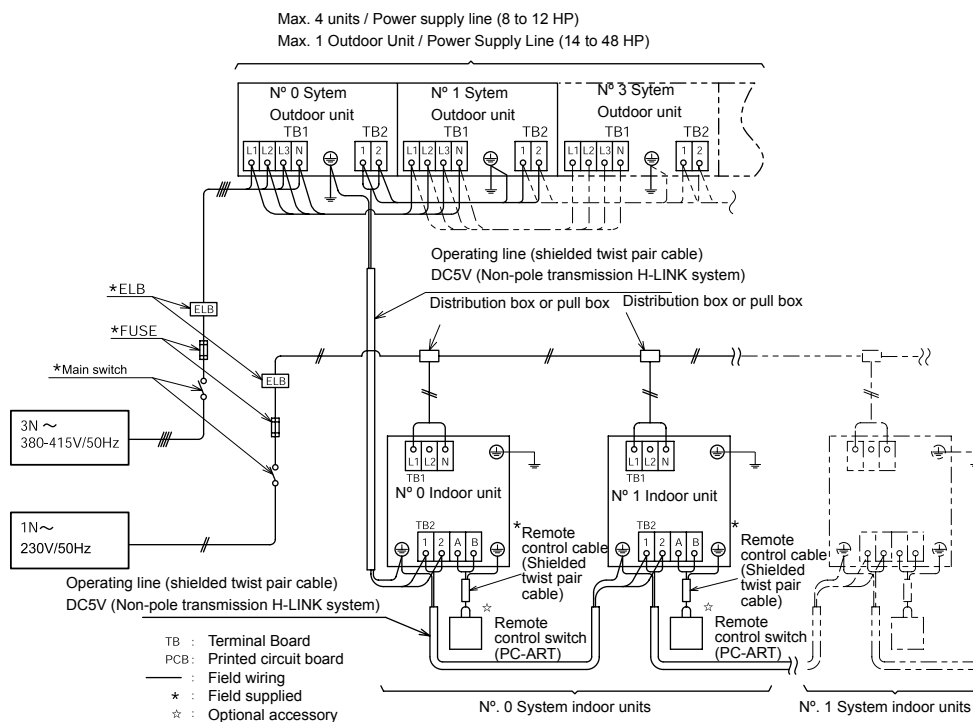 Max. 4 units / Power supply line (8 to 12 HP)
Max. 1 Outdoor Unit / Power Supply Line (14 to 48 HP)
Nº 0 Sytem
Outdoor unit
TB1
TB2
L1 L2 L3 N
1 2
Nº 1 Sytem
Outdoor unit
TB1
TB2
L1 L2 L3 N
1 2
Nº 3 Sytem
Outdoor unit
TB1
TB2
L1 L2 L3 N
1 2
Operating line (shielded twist pair cable)
DC5V (Non-pole transmission H-LINK system)
Distribution box or pull box
Distribution box or pull box
*ELB
ELB
*FUSE
ELB
*Main switch
3N ~
380-415V/50Hz
1N~
230V/50Hz
L1 L2 N
TB1
Nº 0 Indoor unit
TB2
1 2 A B
* Remote
control cable
(Shielded
twist pair
cable)
☆
Remote
control switch
(PC-ART)
L1 L2 N
TB1
Nº 1 Indoor unit
TB2
1 2 A B
* Remote
control cable
(Shielded
twist pair
cable)
☆
Remote
control switch
(PC-ART)
Operating line (shielded twist pair cable)
DC5V (Non-pole transmission H-LINK system)
TB : Terminal Board
PCB : Printed circuit board
: Field wiring
* : Field supplied
☆ : Optional accessory
Nº. 0 System indoor units
Nº. 1 System indoor units